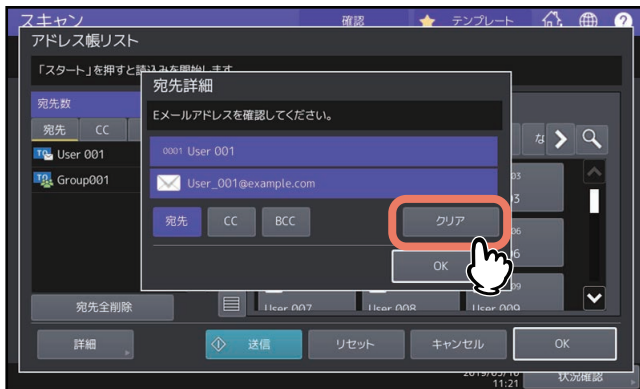 スキャン
確認
テンプレート
?
アドレス帳リスト
「スタート」を押すと読込みを開始します
宛先数
宛先 CC
TO User 001
TO Group001
宛先詳細
Eメールアドレスを確認してください。
0001 User 001
User_001@example.com
宛先 CC BCC クリア
OK
な
User 007 User 008 User 009
宛先全削除
詳細 送信 リセット キャンセル OK
11:21
状況確認